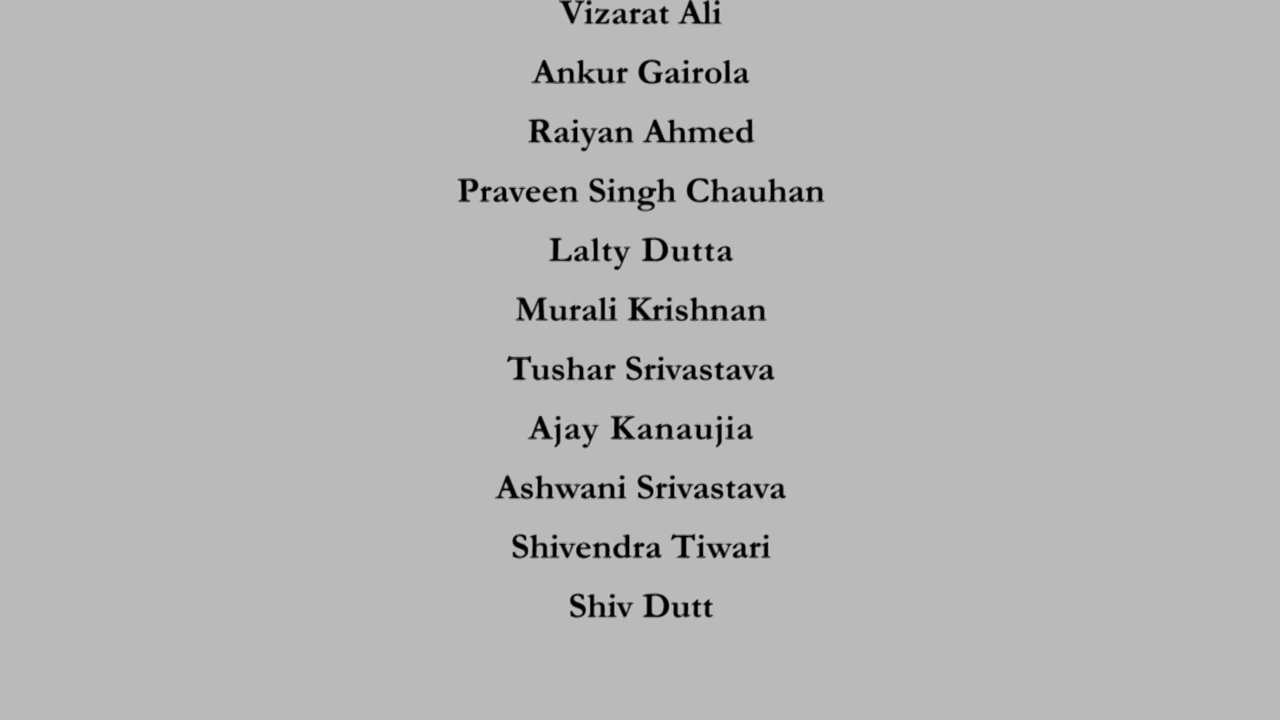 Vizarat Ali
Ankur Gairola
Raiyan Ahmed
Praveen Singh Chauhan
Lalty Dutta
Murali Krishnan
Tushar Srivastava
Ajay Kanaujia
Ashwani Srivastava
Shivendra Tiwari
Shiv Dutt